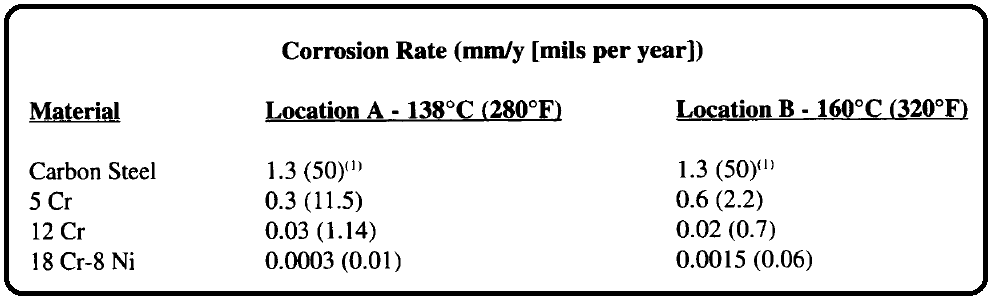 Corrosion Rate (mm/y [mils per year])
Material Location A - 138°C (280°F) Location B - 160°C (320°F)
Carbon Steel 1.3 (50)(1) 1.3 (50)(1)
5 Cr 0.3 (11.5) 0.6 (2.2)
12 Cr 0.03 (1.14) 0.02 (0.7)
18 Cr-8 Ni 0.0003 (0.01) 0.0015 (0.06)